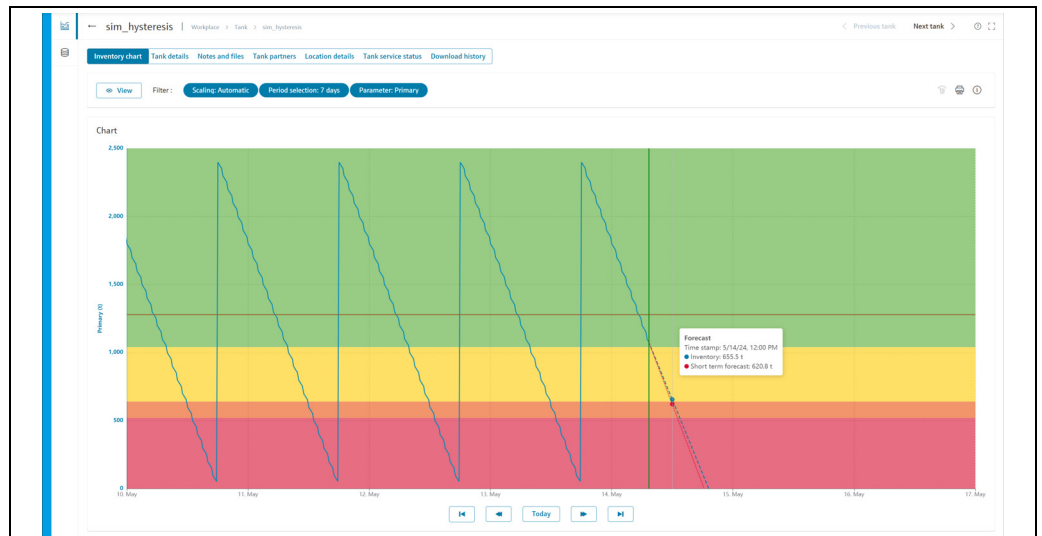 ← sim_hysteresis | Workplace > Tank > sim_hysteresis < Previous tank Next tank >
Inventory chart Tank details Notes and files Tank partners Location details Tank service status Download history
View Filter : Scaling: Automatic Period selection: 7 days Parameter: Primary
Chart
2,500
2,000
1,500
1,000
500
0
Primary (t)
Forecast
Time stamp: 5/14/24, 12:00 PM
Inventory: 655.5 t
Short term forecast: 620.8 t
10. May 11. May 12. May 13. May 14. May 15. May 16. May 17. May
Today